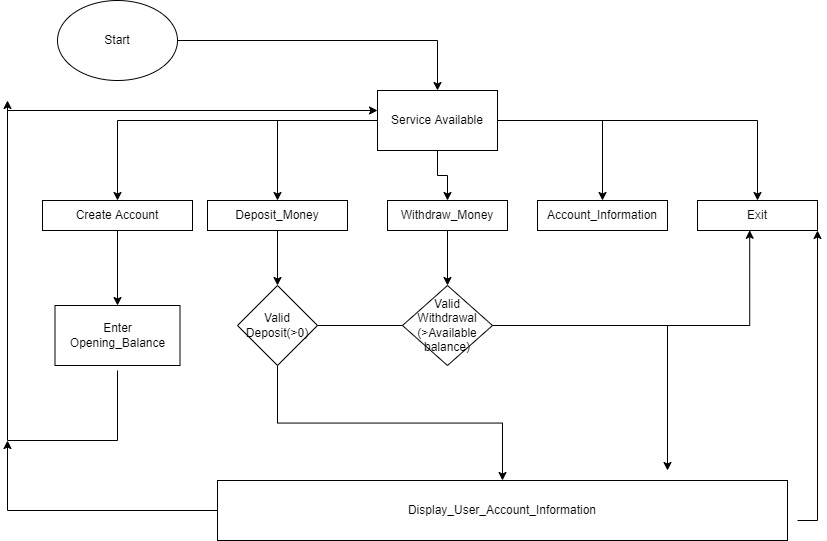 Start
Service Available
Create Account
Deposit_Money
Withdraw_Money
Account_Information
Exit
Enter
Opening_Balance
Valid
Deposit(>0)
Valid
Withdrawal
(>Available
balance)
Display_User_Account_Information